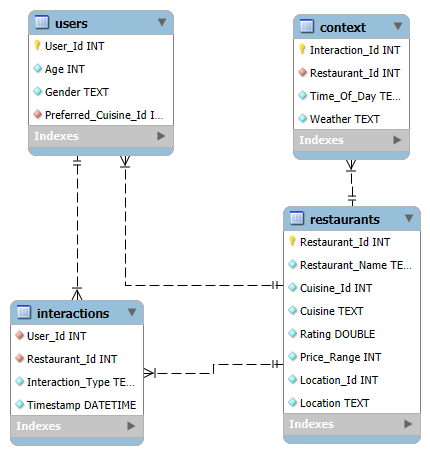 users
User_Id INT
Age INT
Gender TEXT
Preferred_Cuisine_Id I...
Indexes
context
Interaction_Id INT
Restaurant_Id INT
Time_Of_Day TE...
Weather TEXT
Indexes
restaurants
Restaurant_Id INT
Restaurant_Name TE...
Cuisine_Id INT
Cuisine TEXT
Rating DOUBLE
Price_Range INT
Location_Id INT
Location TEXT
Indexes
interactions
User_Id INT
Restaurant_Id INT
Interaction_Type TE...
Timestamp DATETIME
Indexes